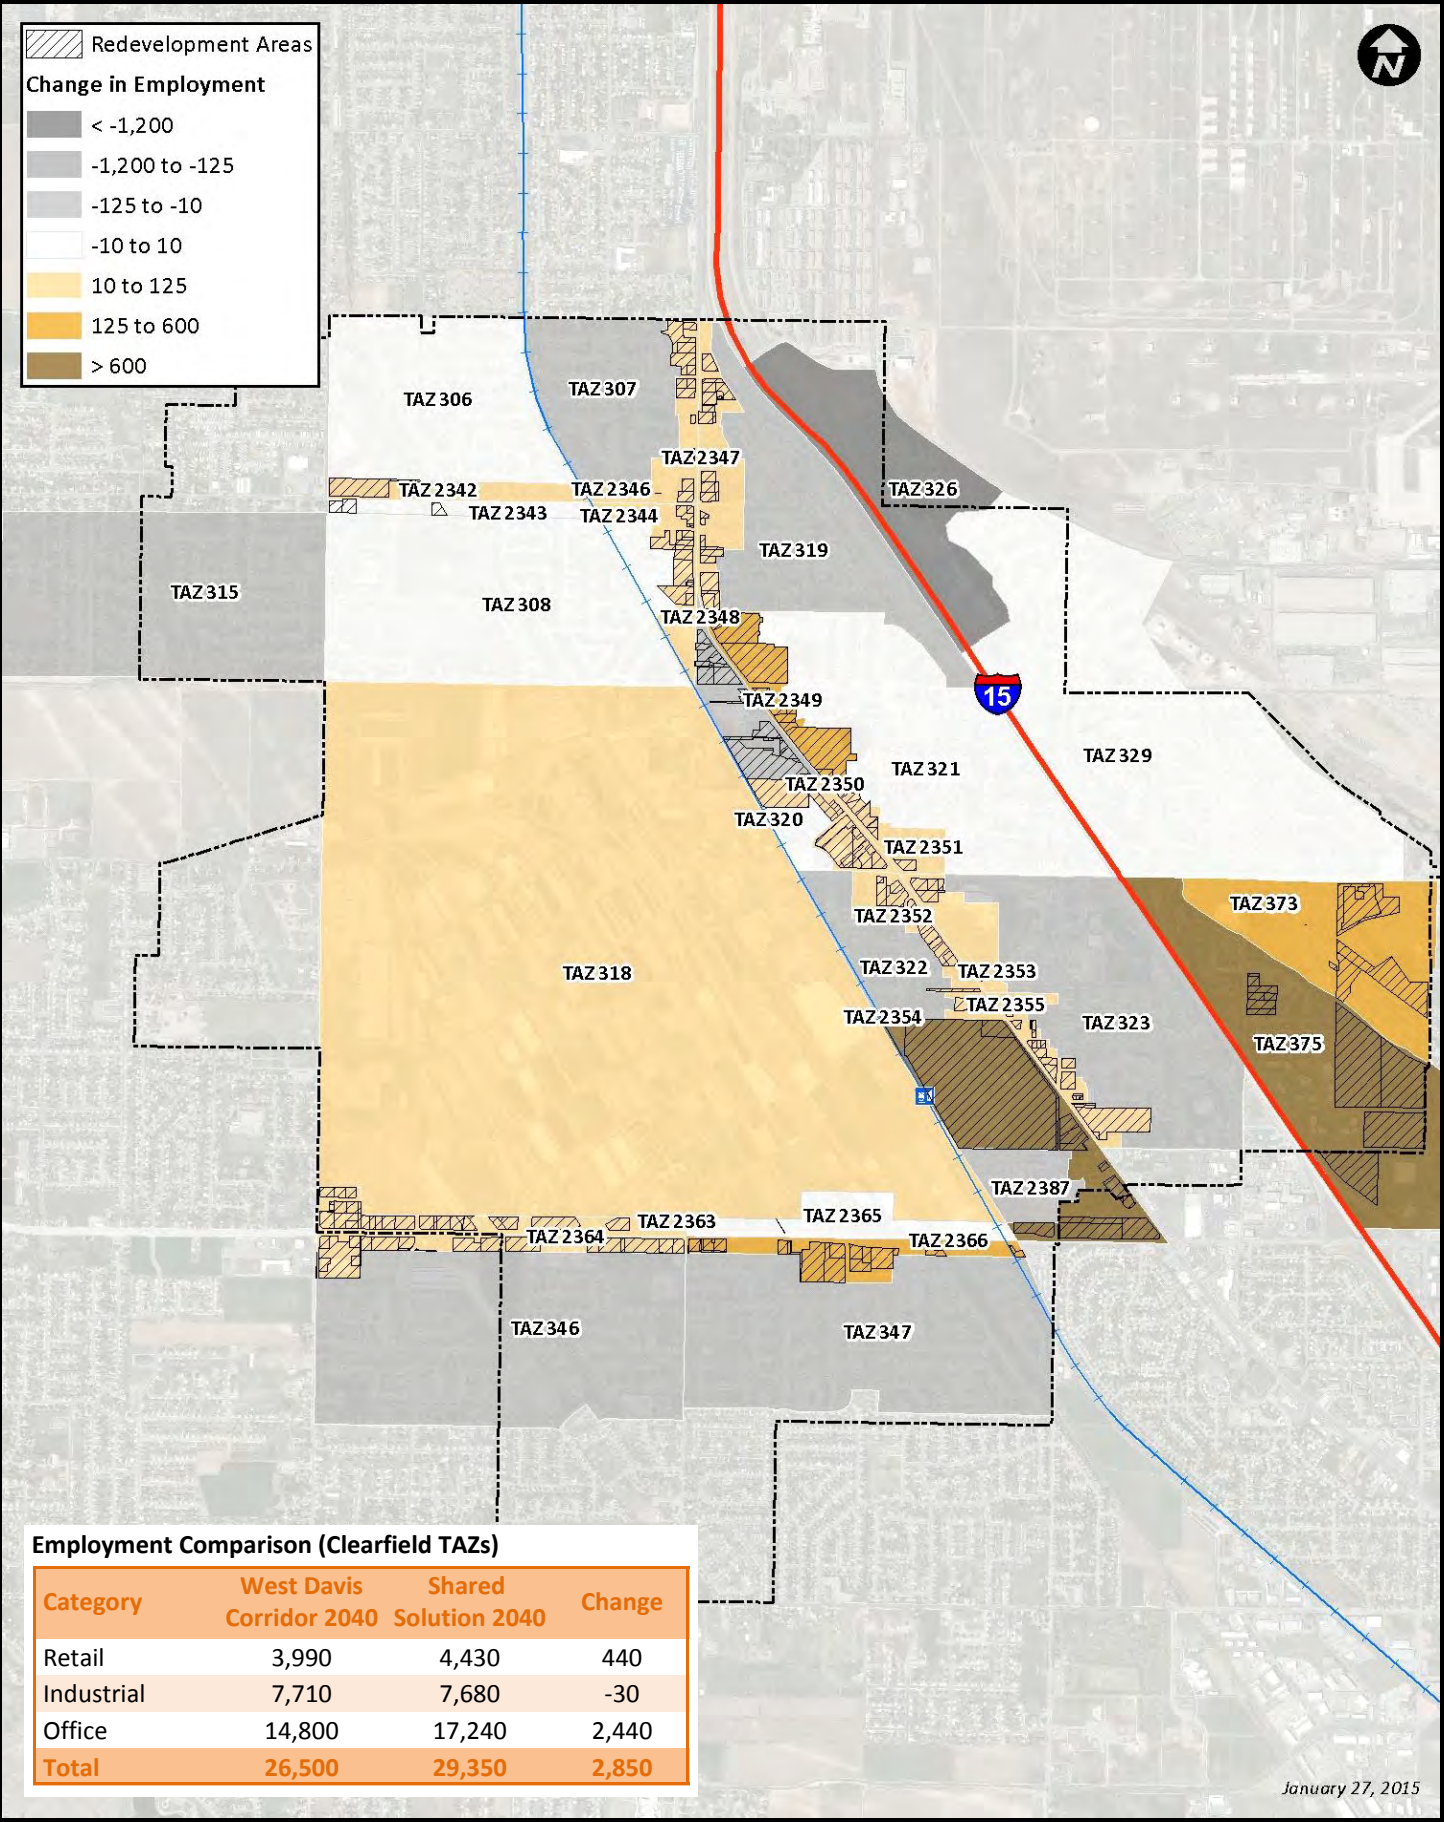 Redevelopment Areas
Change in Employment
< -1,200
-1,200 to -125
-125 to -10
-10 to 10
10 to 125
125 to 600
> 600
N
TAZ 306
TAZ 307
TAZ 2347
TAZ 2342
TAZ 2346
TAZ 326
TAZ 2343
TAZ 2344
TAZ 319
TAZ 315
TAZ 308
TAZ 2348
15
TAZ 2349
TAZ 329
TAZ 321
TAZ 2350
TAZ 320
TAZ 2351
TAZ 373
TAZ 2352
TAZ 322
TAZ 2353
TAZ 318
TAZ 2355
TAZ 2354
TAZ 323
TAZ 375
TAZ 2387
TAZ 2365
TAZ 2363
TAZ 2364
TAZ 2366
TAZ 346
TAZ 347
Employment Comparison (Clearfield TAZs)
Category West Davis Corridor 2040 Shared Solution 2040 Change
Retail 3,990 4,430 440
Industrial 7,710 7,680 -30
Office 14,800 17,240 2,440
Total 26,500 29,350 2,850
January 27, 2015